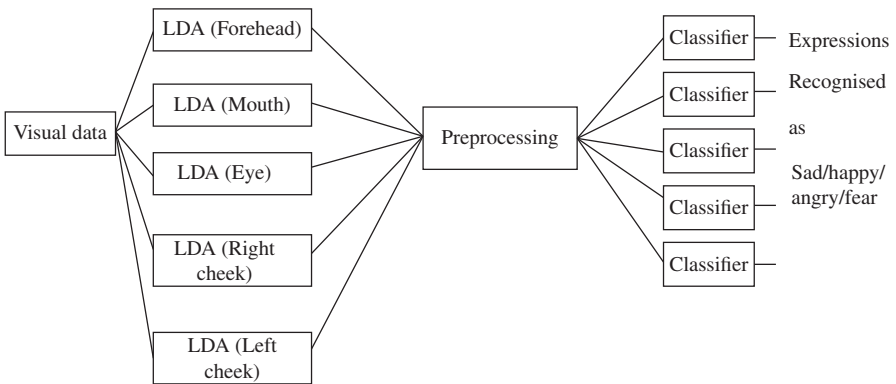 Visual data
LDA (Forehead)
LDA (Mouth)
LDA (Eye)
LDA (Right
cheek)
LDA (Left
cheek)
Preprocessing
Classifier
Classifier
Classifier
Classifier
Classifier
Expressions
Recognised
as
Sad/happy/
angry/fear